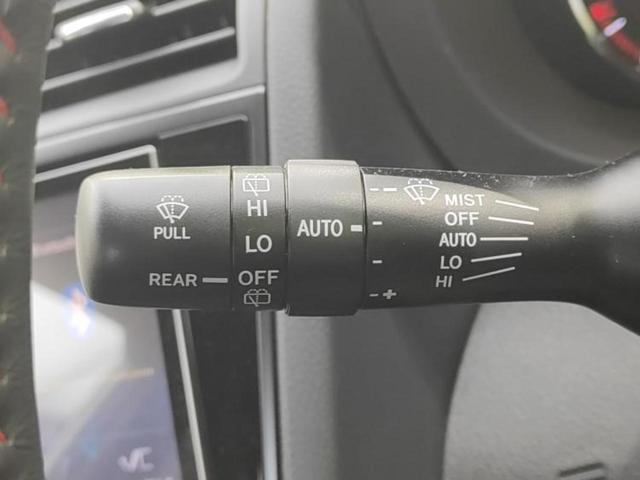 PULL
REAR
HI
LO
OFF
AUTO
--
-
-
-+
MIST
OFF
AUTO
LO
HI